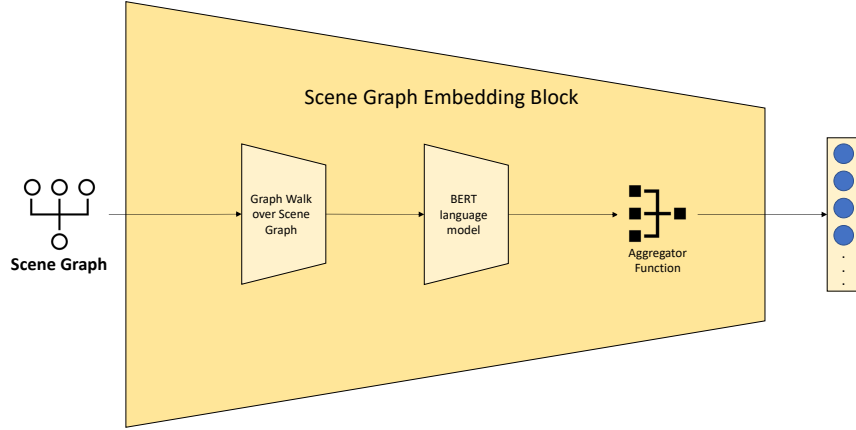 Scene Graph Embedding Block
Graph Walk
over Scene
Graph
BERT
language
model
Aggregator
Function
Scene Graph